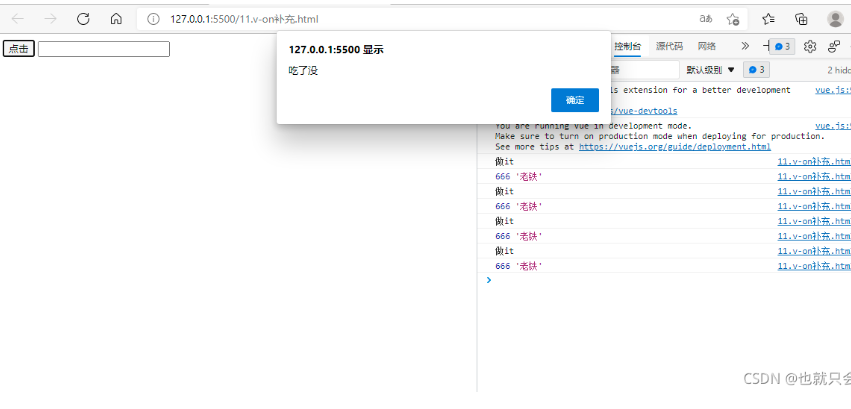 127.0.0.1:5500/11.v-on补充.html
点击
127.0.0.1:5500 显示
吃了没
确定
控制台 源代码 网络 3
器 默认级别 3 2 hidd
ls extension for a better development vue.js:
s/vue-devtools
You are running Vue in development mode. vue.js:
Make sure to turn on production mode when deploying for production.
See more tips at https://vuejs.org/guide/deployment.html
做it 11.v-on补充.htm
666 '老铁' 11.v-on补充.htm
做it 11.v-on补充.htm
666 '老铁' 11.v-on补充.htm
做it 11.v-on补充.htm
666 '老铁' 11.v-on补充.htm
做it 11.v-on补充.htm
666 '老铁' 11.v-on补充.htm
CSDN @也就只会